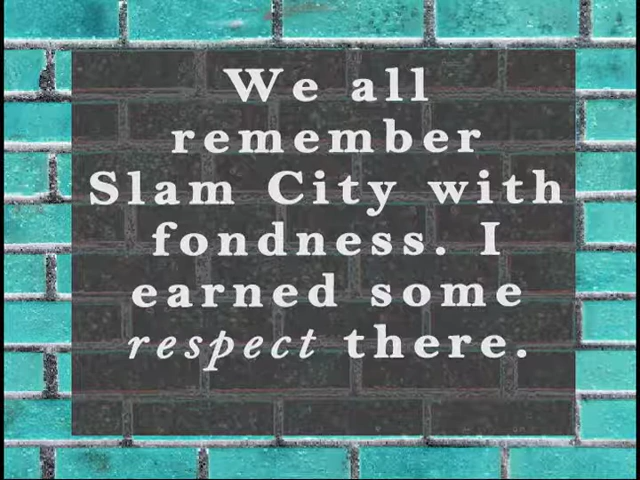 We all
remember
Slam City with
fondness. I
earned some
respect there.